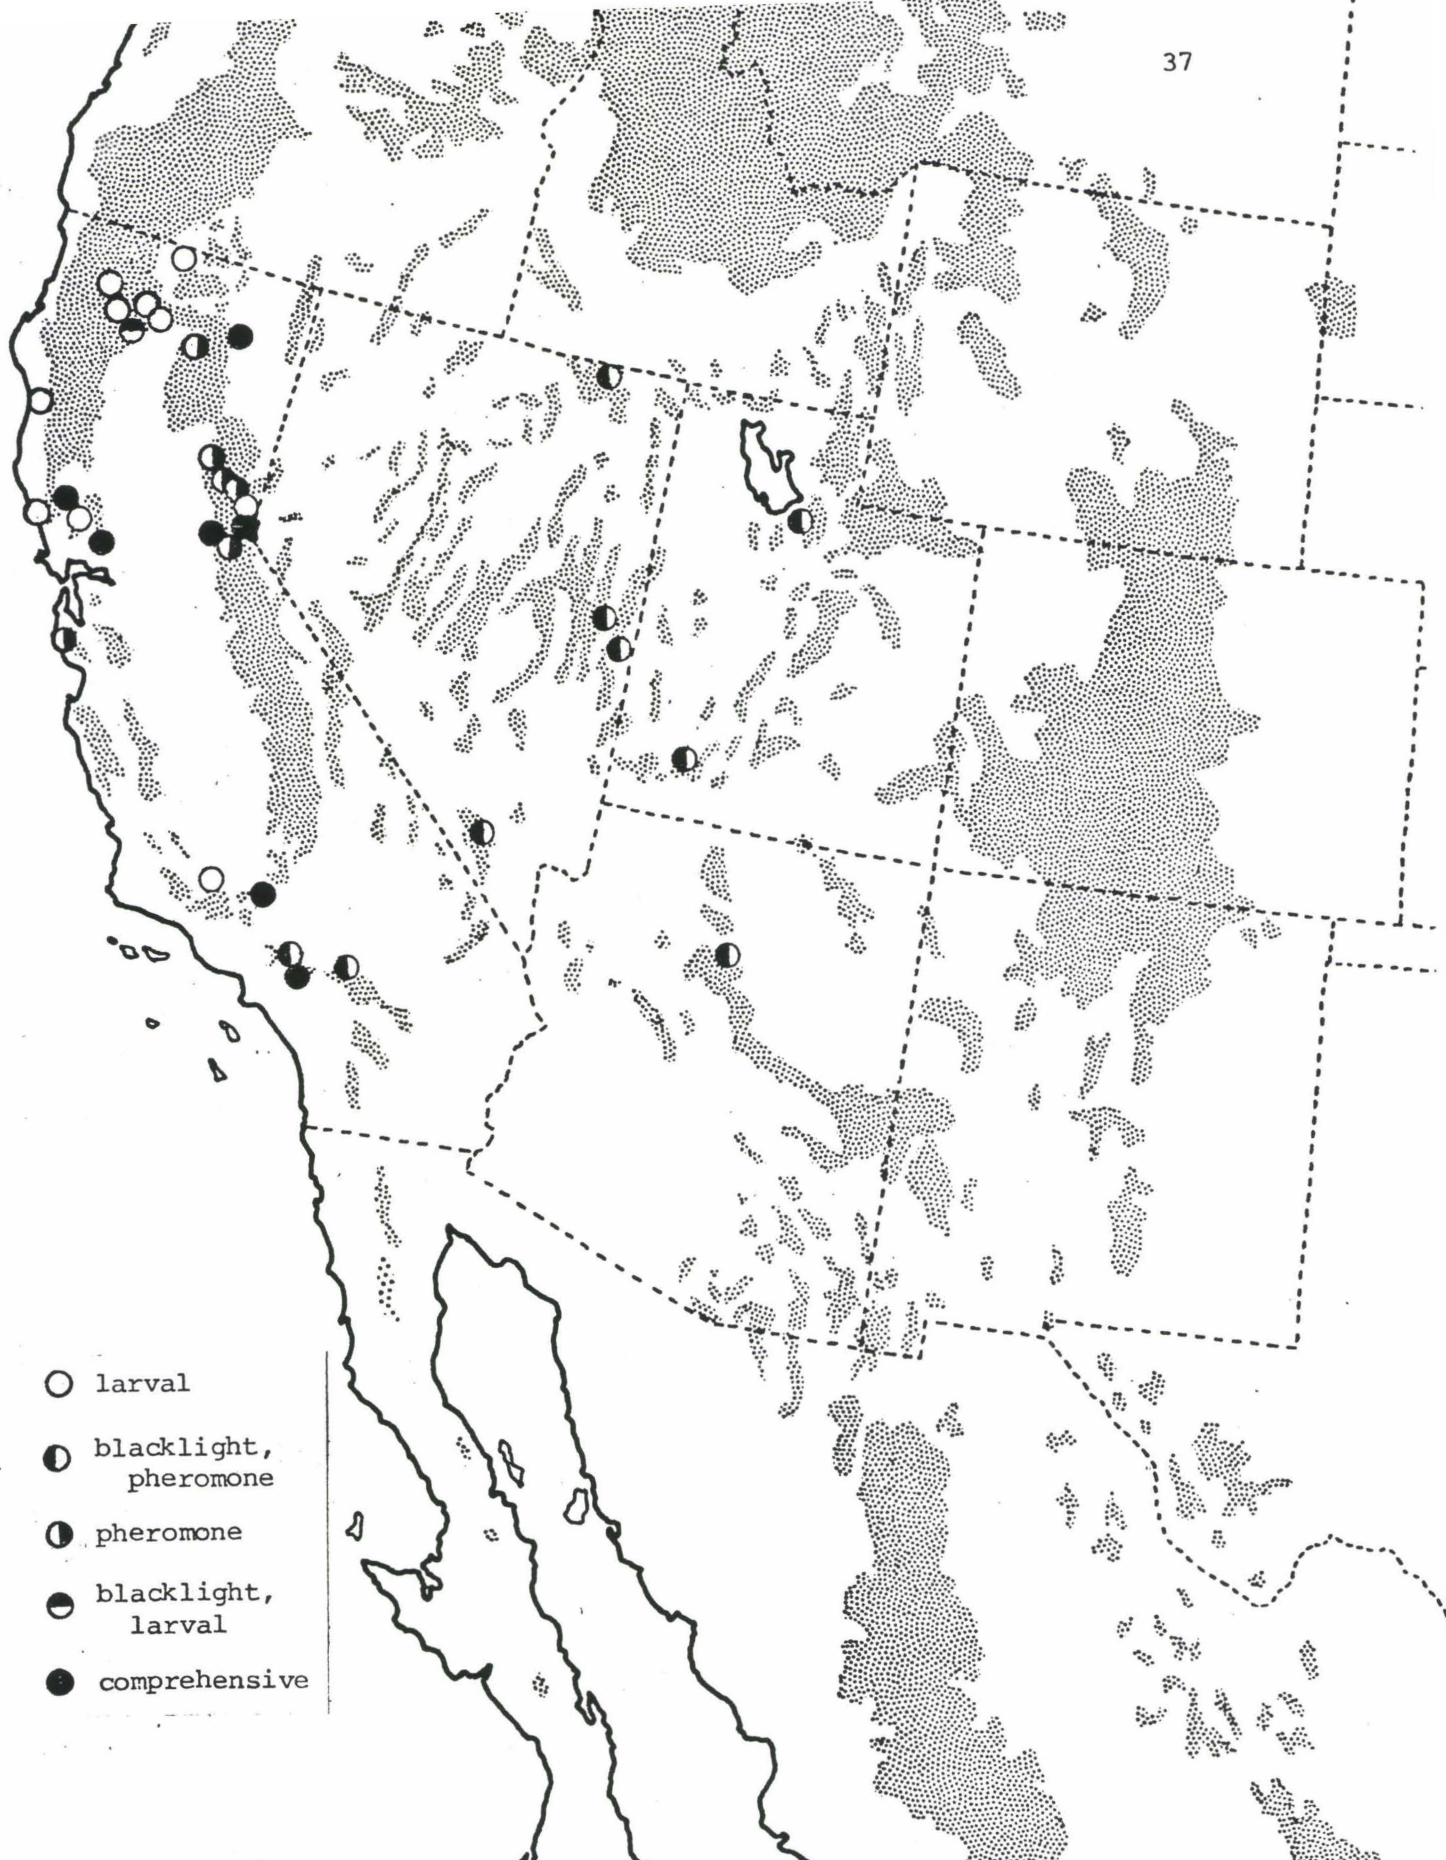 37
larval
blacklight,
pheromone
pheromone
blacklight,
larval
comprehensive